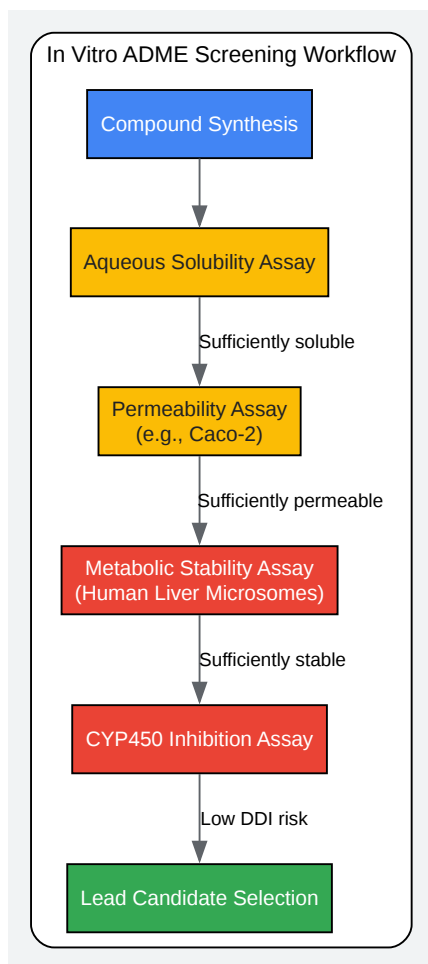 In Vitro ADME Screening Workflow
Compound Synthesis
Aqueous Solubility Assay
Sufficiently soluble
Permeability Assay
(e.g., Caco-2)
Sufficiently permeable
Metabolic Stability Assay
(Human Liver Microsomes)
Sufficiently stable
CYP450 Inhibition Assay
Low DDI risk
Lead Candidate Selection